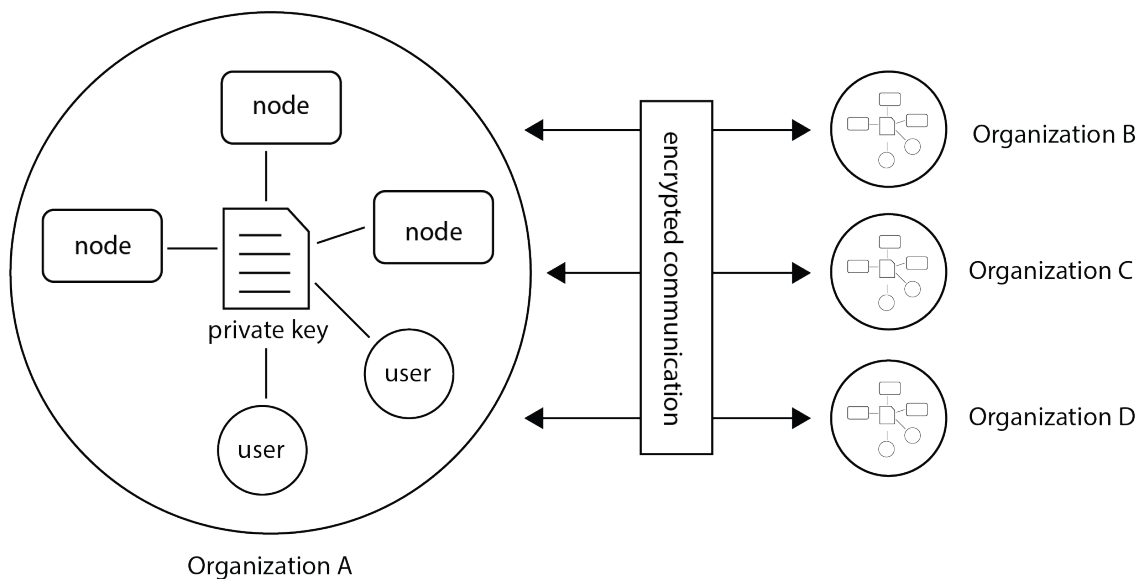 node
node
node
private key
user
user
Organization A
encrypted communication
Organization B
Organization C
Organization D